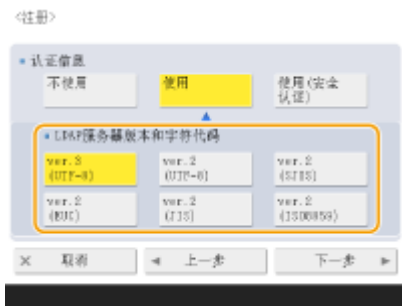 <注册>
认证信息
不使用
使用
使用(安全
认证)
LDAP服务器版本和字符代码
ver.3
(UTF-8)
ver.2
(UTF-8)
ver.2
(SJIS)
ver.2
(EUC)
ver.2
(JIS)
ver.2
(ISO8859)
× 取消
◄ 上一步
下一步 ►